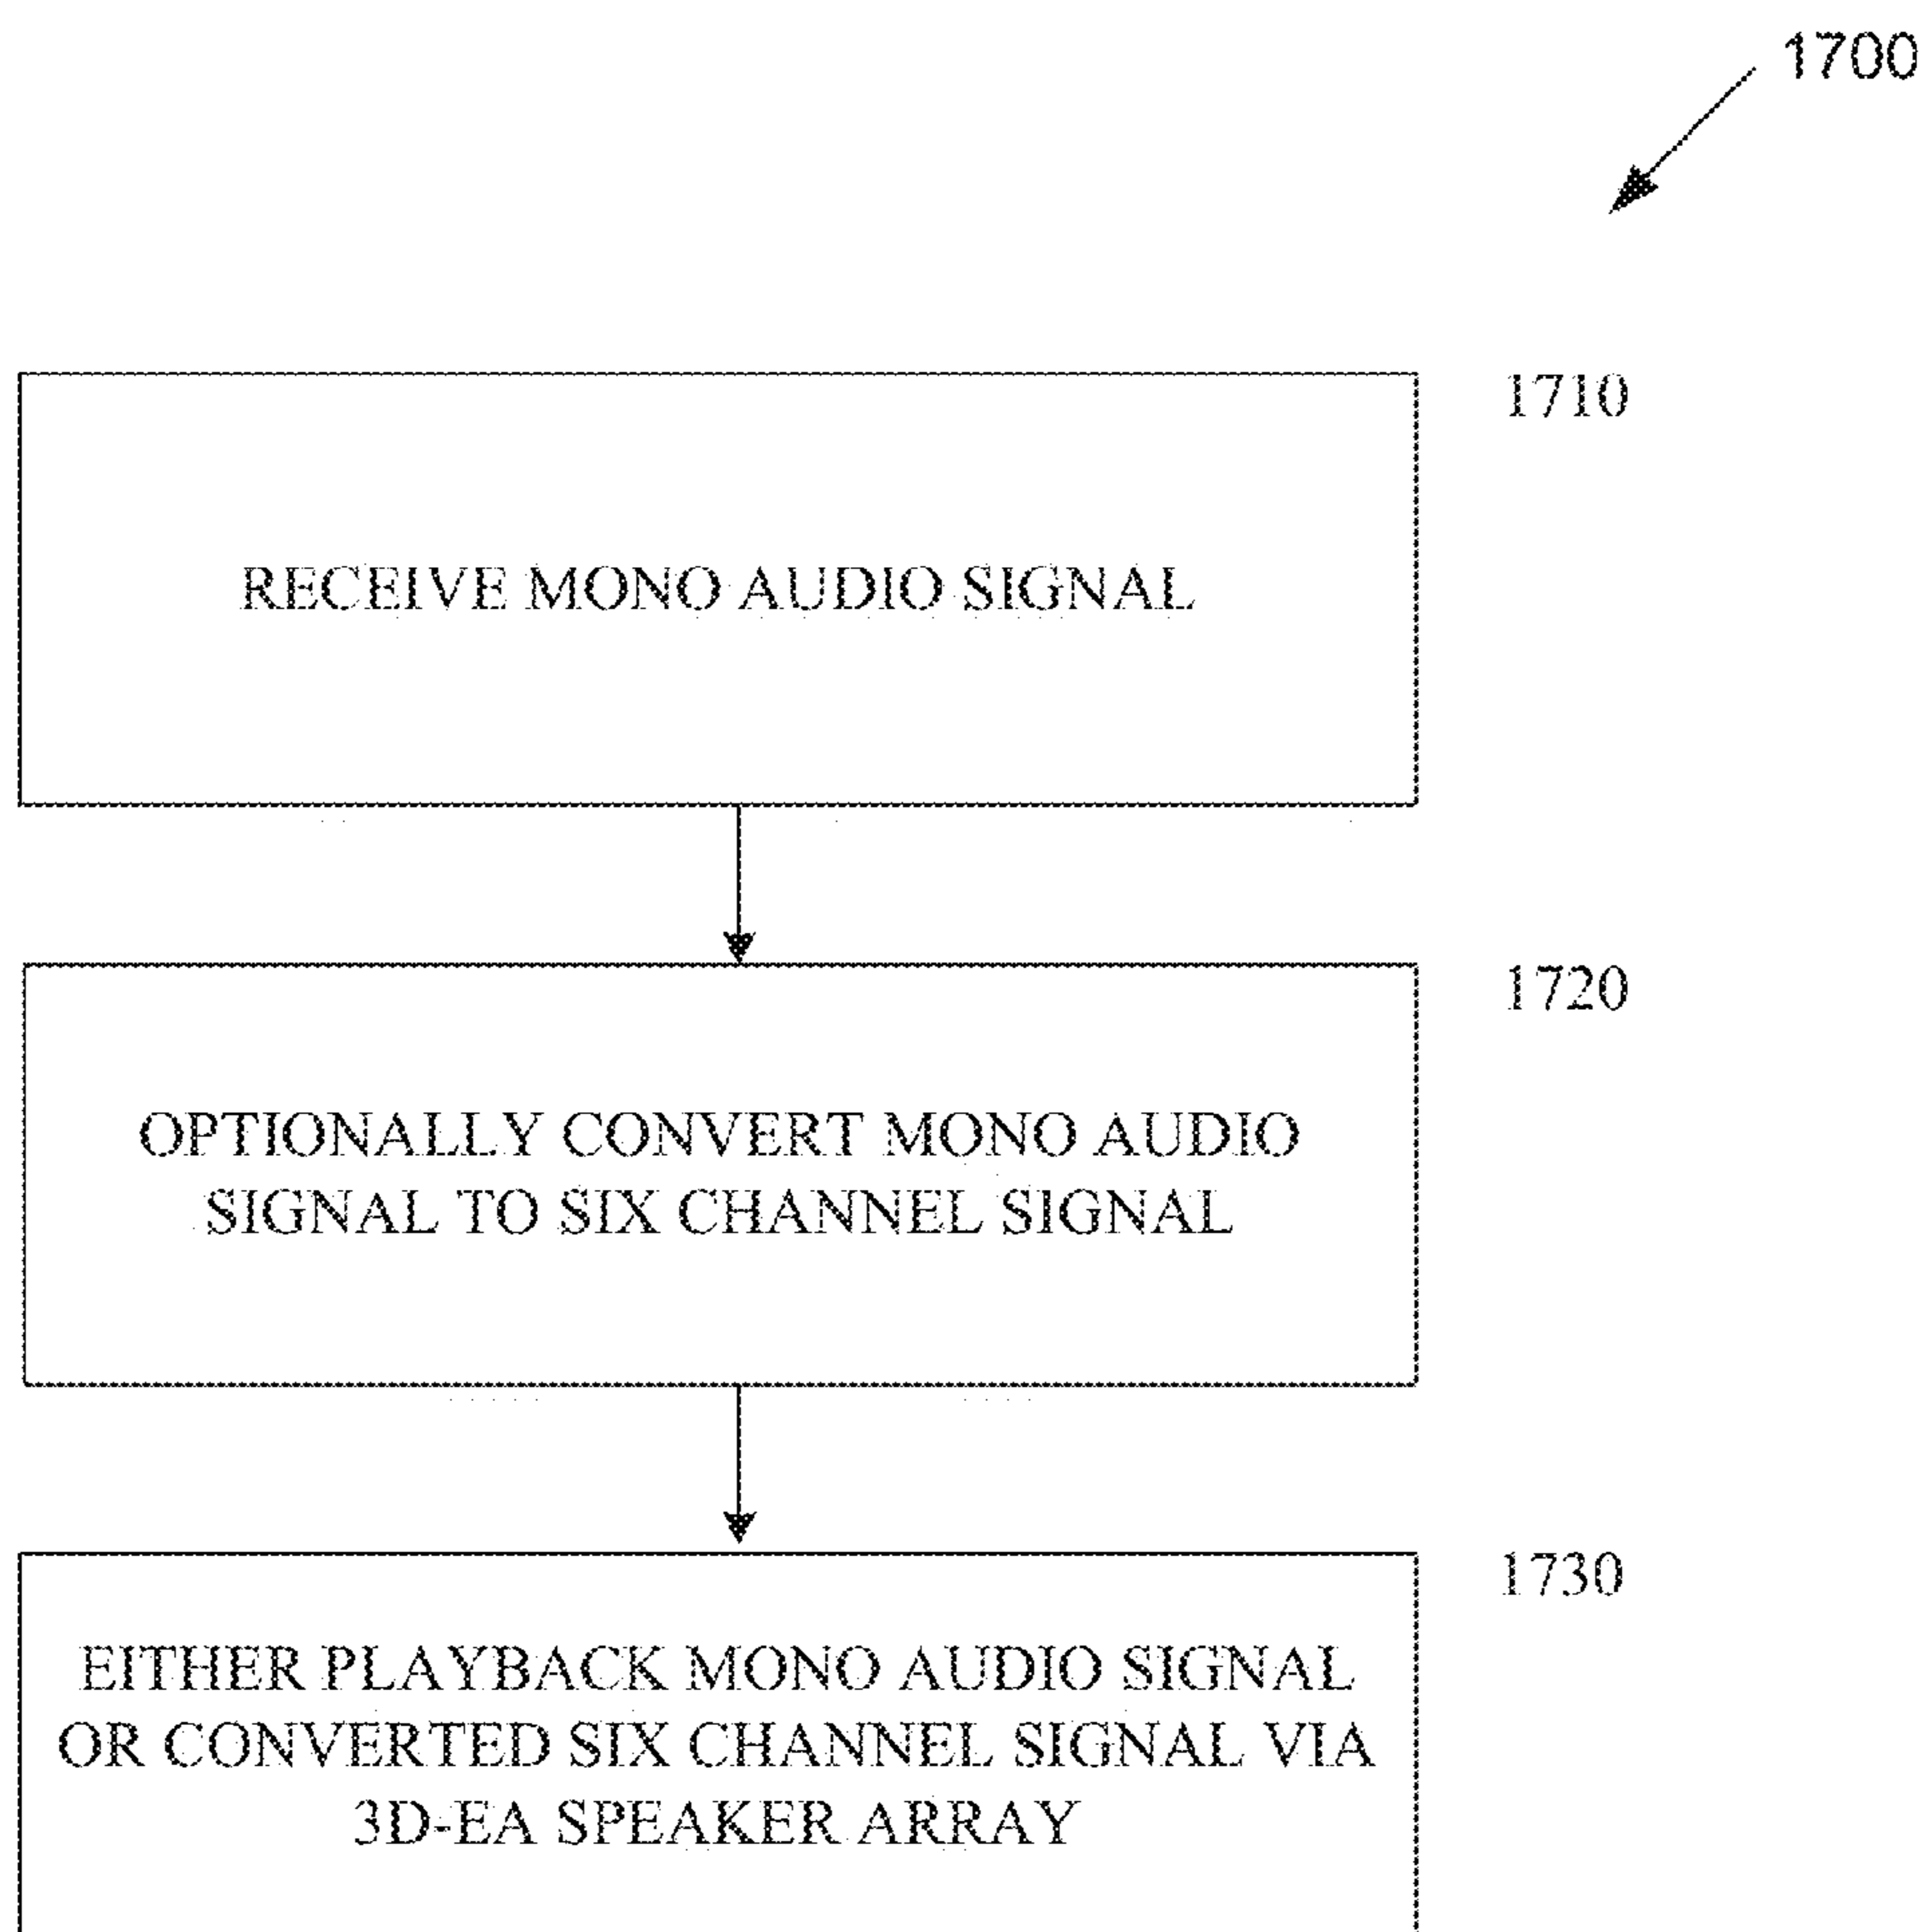 1700
1710
RECEIVE MONO AUDIO SIGNAL
1720
OPTIONALLY CONVERT MONO AUDIO
SIGNAL TO SIX CHANNEL SIGNAL
1730
EITHER PLAYBACK MONO AUDIO SIGNAL
OR CONVERTED SIX CHANNEL SIGNAL VIA
3D-EA SPEAKER ARRAY